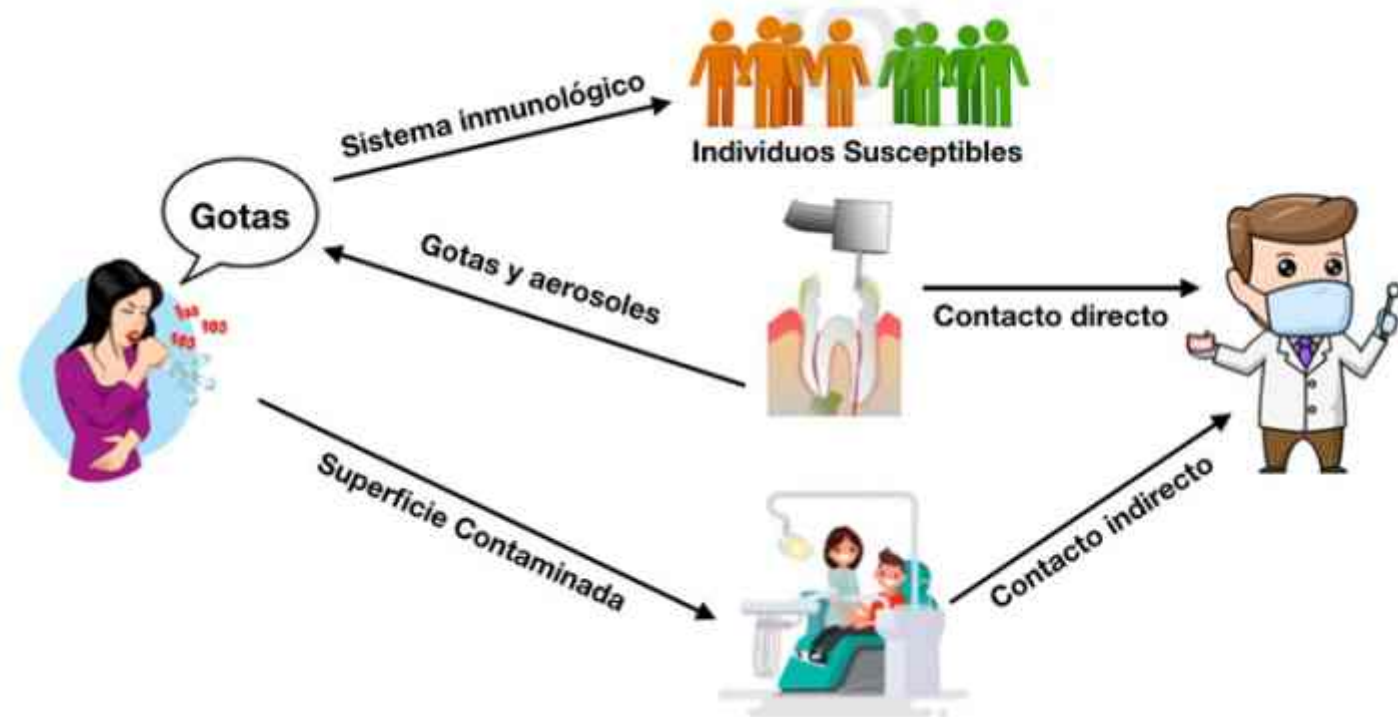 Sistema inmunológico
Individuos Susceptibles
Gotas
Gotas y aerosoles
Contacto directo
Superficie Contaminada
Contacto indirecto